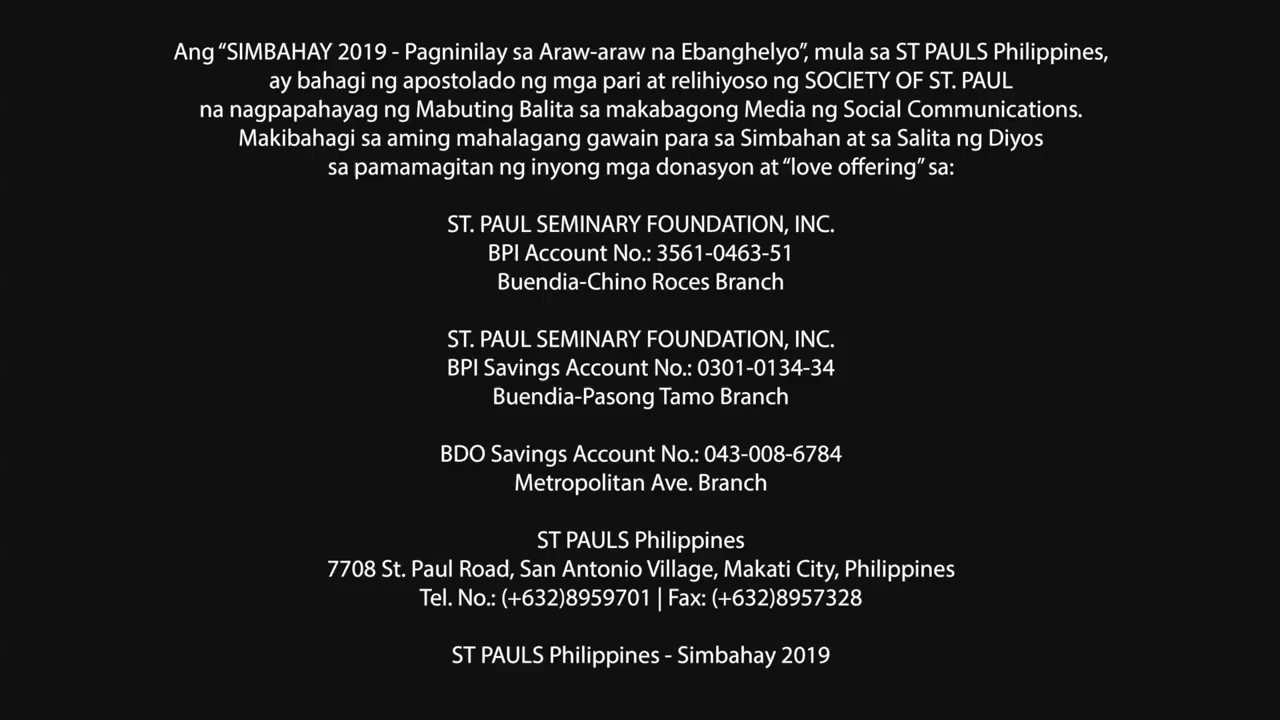 Ang “SIMBAHAY 2019 - Pagninilay sa Araw-araw na Ebanghelyo”, mula sa ST PAULS Philippines,
ay bahagi ng apostolado ng mga pari at relihiyoso ng SOCIETY OF ST. PAUL
na nagpapahayag ng Mabuting Balita sa makabagong Media ng Social Communications.
Makibahagi sa aming mahalagang gawain para sa Simbahan at sa Salita ng Diyos
sa pamamagitan ng inyong mga donasyon at “love offering” sa:
ST. PAUL SEMINARY FOUNDATION, INC.
BPI Account No.: 3561-0463-51
Buendia-Chino Roces Branch
ST. PAUL SEMINARY FOUNDATION, INC.
BPI Savings Account No.: 0301-0134-34
Buendia-Pasong Tamo Branch
BDO Savings Account No.: 043-008-6784
Metropolitan Ave. Branch
ST PAULS Philippines
7708 St. Paul Road, San Antonio Village, Makati City, Philippines
Tel. No.: (+632)8959701 | Fax: (+632)8957328
ST PAULS Philippines - Simbahay 2019